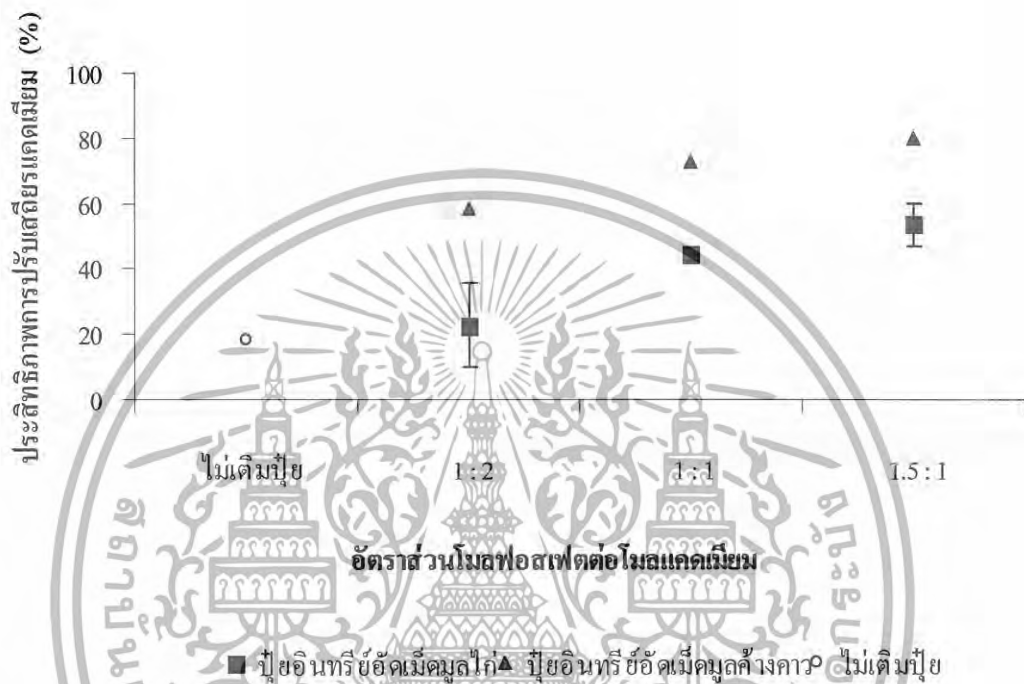 ประสิทธิภาพการปรับเสถียรแคดเมียม (%)
100
80
60
40
20
0
ไม่เติมปุ๋ย 1 : 2 1 : 1 1.5 : 1
อัตราส่วนโมลฟอสเฟตต่อโมลแคดเมียม
ปุ๋ยอินทรีย์อัดเม็ดมูลไก่ ปุ๋ยอินทรีย์อัดเม็ดมูลค้างคาว ไม่เติมปุ๋ย